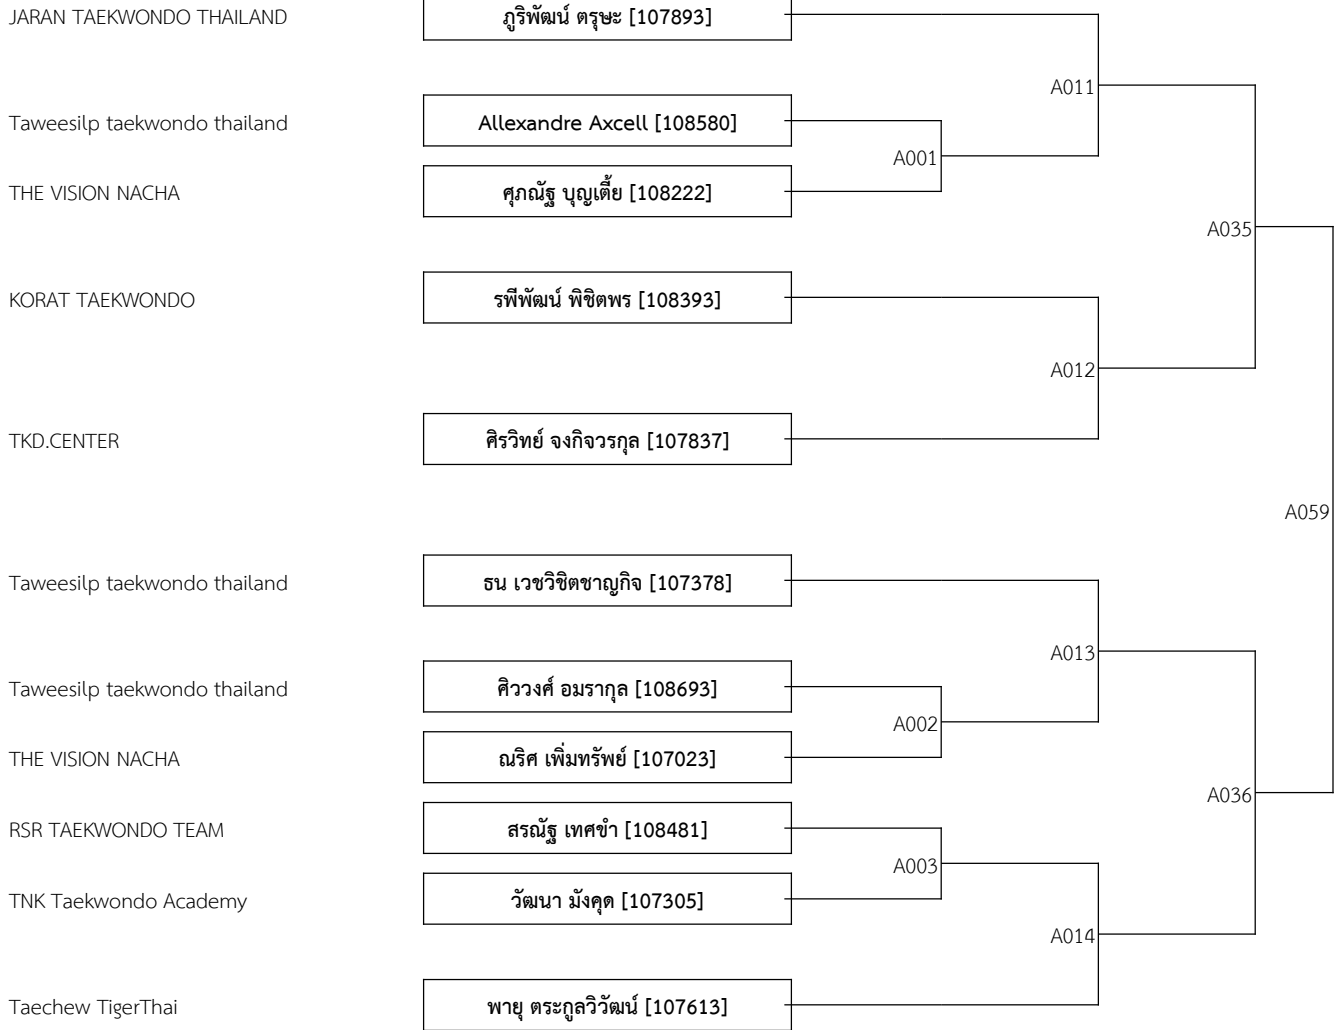 JARAN TAEKWONDO THAILAND ภูริพัฒน์ ตรุษะ [107893]
A011
Taweesilp taekwondo thailand Allexandre Axcell [108580]
A001
THE VISION NACHA ศุภณัฐ บุญเตี้ย [108222]
A035
KORAT TAEKWONDO รพีพัฒน์ พิชิตพร [108393]
A012
TKD.CENTER ศิรวิทย์ จงกิจวรกุล [107837]
A059
Taweesilp taekwondo thailand ธน เวชวิชิตชาญกิจ [107378]
A013
Taweesilp taekwondo thailand ศิววงศ์ อมรากุล [108693]
A002
THE VISION NACHA ณริศ เพิ่มทรัพย์ [107023]
A036
RSR TAEKWONDO TEAM สรณัฐ เทศขำ [108481]
A003
TNK Taekwondo Academy วัฒนา มังคุด [107305]
A014
Taechew TigerThai พายุ ตระกูลวิวัฒน์ [107613]